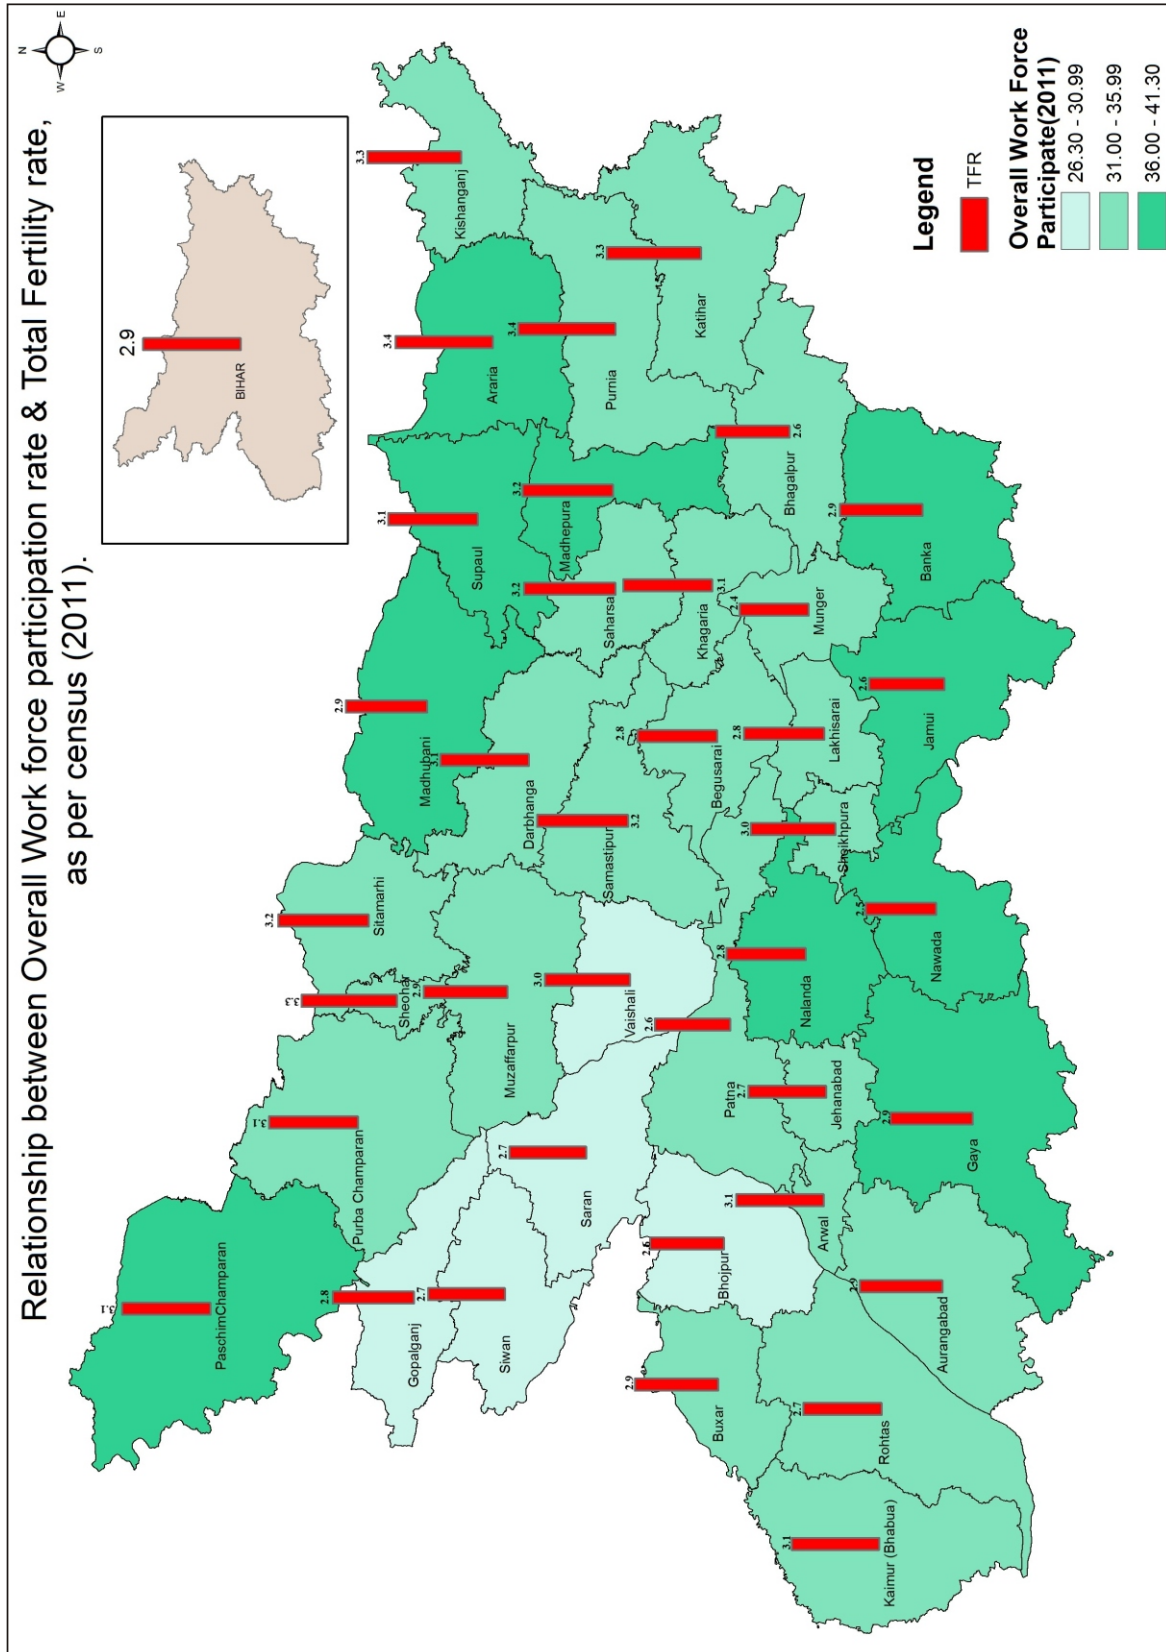 Relationship between Overall Work force participation rate & Total Fertility rate,
as per census (2011).
N
W
E
S
2.9
BIHAR
3.1
PaschimChamparan
3.1
Purba Champaran
3.3
Sheohar
3.2
Sitamarhi
2.9
Madhubani
3.1
Supaul
3.4
Araria
3.3
Kishanganj
2.8
Gopalganj
2.7
Siwan
2.7
Saran
2.9
Muzaffarpur
3.0
Vaishali
3.1
Darbhanga
3.2
Samastipur
3.2
Saharsa
3.2
Madhepura
3.4
Purnia
3.3
Katihar
2.8
Begusarai
3.1
Khagaria
2.6
Bhagalpur
2.4
Munger
2.9
Banka
2.8
Lakhisarai
3.0
Sheikhpura
2.6
Jamui
2.5
Nawada
2.8
Nalanda
2.6
Patna
2.7
Jehanabad
2.9
Gaya
2.6
Bhojpur
3.1
Arwal
2.9
Aurangabad
2.9
Buxar
2.7
Rohtas
3.1
Kaimur (Bhabua)
Legend
TFR
Overall Work Force
Participate(2011)
26.30 - 30.99
31.00 - 35.99
36.00 - 41.30